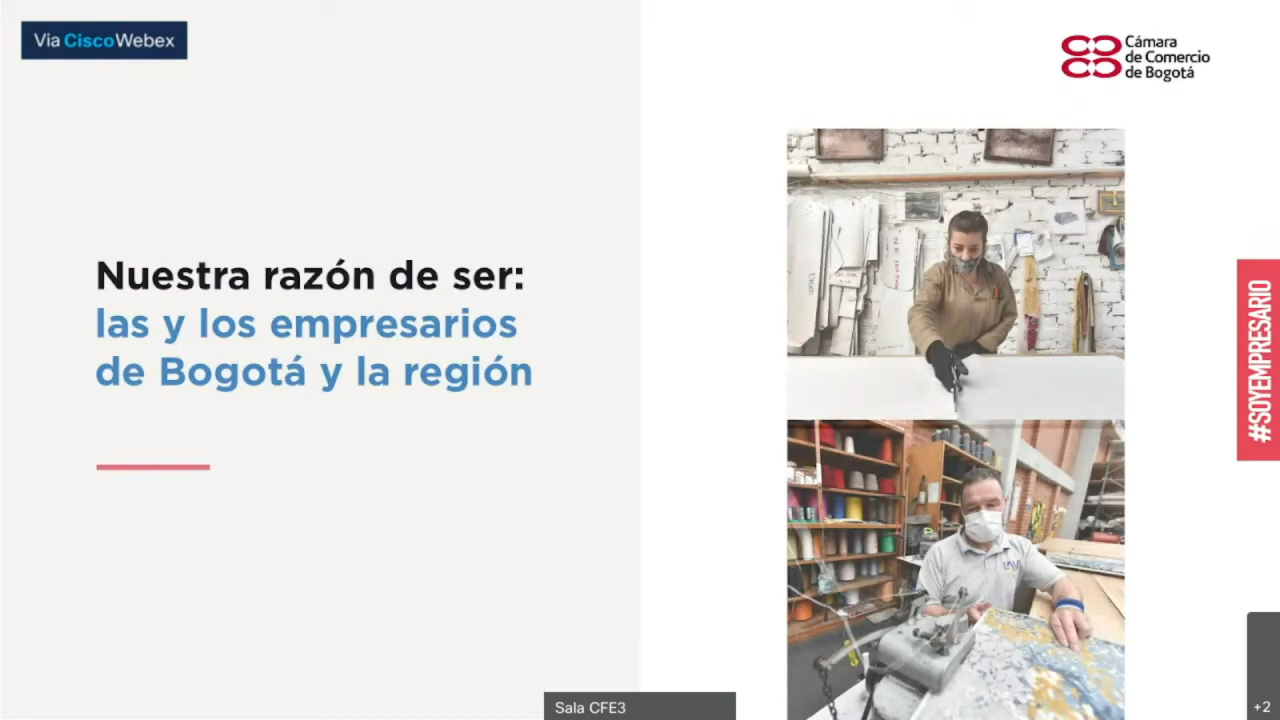 Via CiscoWebex
Cámara
de Comercio
de Bogotá
Nuestra razón de ser:
las y los empresarios
de Bogotá y la región
#SOYEMPRESARIO
Sala CFE3
+2